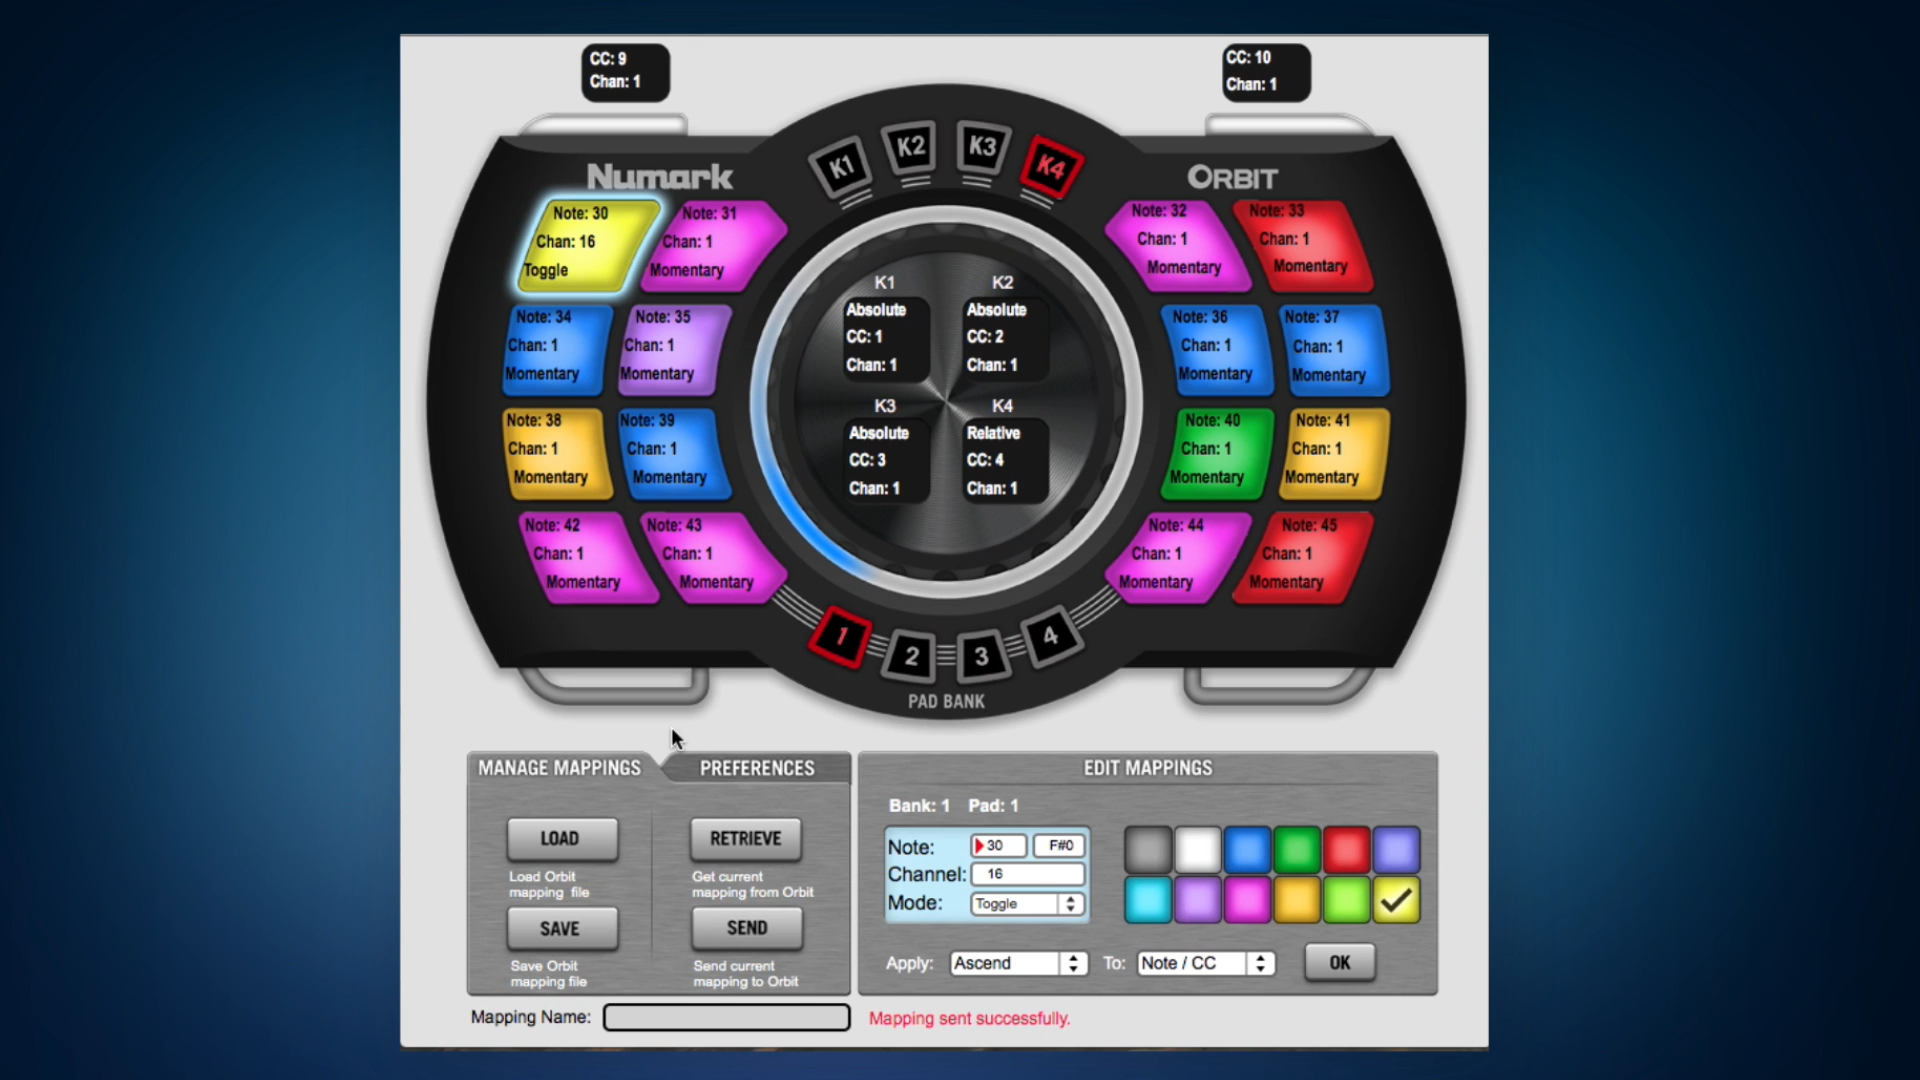 CC: 9
Chan: 1
CC: 10
Chan: 1
K1
K2
K3
K4
Numark
ORBIT
Note: 30
Chan: 16
Toggle
Note: 31
Chan: 1
Momentary
Note: 32
Chan: 1
Momentary
Note: 33
Chan: 1
Momentary
Note: 34
Chan: 1
Momentary
Note: 35
Chan: 1
Momentary
K1
Absolute
CC: 1
Chan: 1
K2
Absolute
CC: 2
Chan: 1
K3
Absolute
CC: 3
Chan: 1
K4
Relative
CC: 4
Chan: 1
Note: 36
Chan: 1
Momentary
Note: 37
Chan: 1
Momentary
Note: 38
Chan: 1
Momentary
Note: 39
Chan: 1
Momentary
Note: 40
Chan: 1
Momentary
Note: 41
Chan: 1
Momentary
Note: 42
Chan: 1
Momentary
Note: 43
Chan: 1
Momentary
Note: 44
Chan: 1
Momentary
Note: 45
Chan: 1
Momentary
1
2
3
4
PAD BANK
MANAGE MAPPINGS
PREFERENCES
LOAD
Load Orbit
mapping file
RETRIEVE
Get current
mapping from Orbit
SAVE
Save Orbit
mapping file
SEND
Send current
mapping to Orbit
EDIT MAPPINGS
Bank: 1 Pad: 1
Note: 30 F#0
Channel: 16
Mode: Toggle
Apply: Ascend To: Note / CC OK
Mapping Name:
Mapping sent successfully.